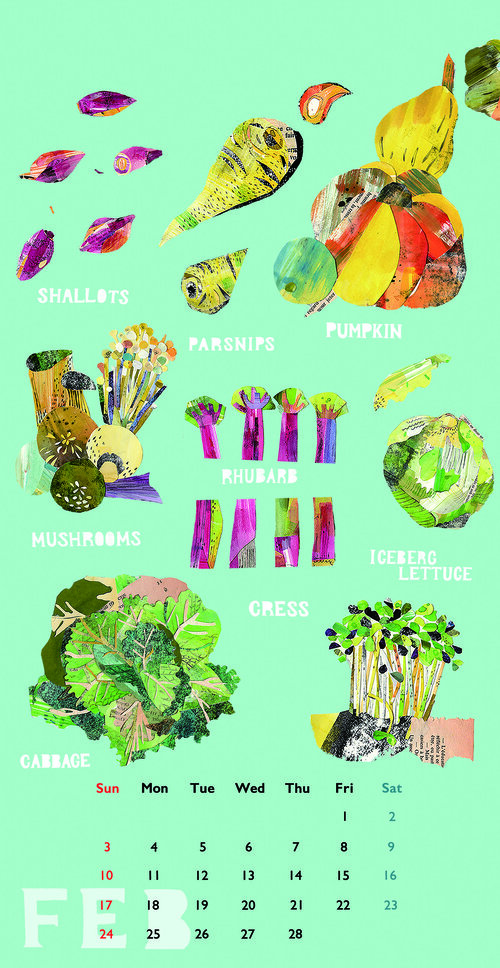 SHALLOTS
PARSNIPS
PUMPKIN
RHUBARB
MUSHROOMS
ICEBERG
LETTUCE
CRESS
CABBAGE
Sun Mon Tue Wed Thu Fri Sat
1 2
3 4 5 6 7 8 9
10 11 12 13 14 15 16
17 18 19 20 21 22 23
24 25 26 27 28
FEB